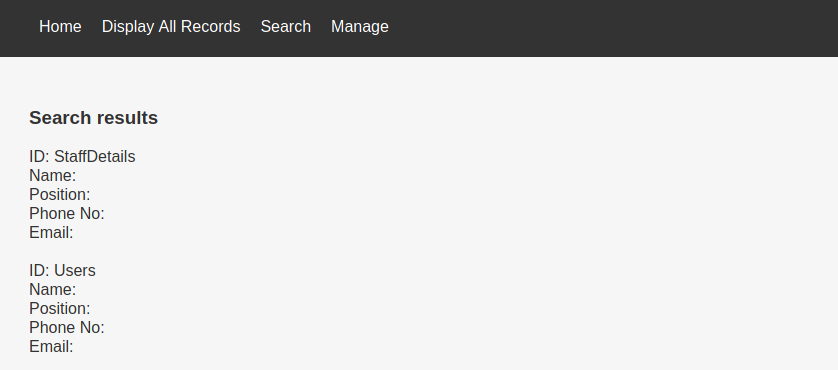 Home Display All Records Search Manage
Search results
ID: StaffDetails
Name:
Position:
Phone No:
Email:
ID: Users
Name:
Position:
Phone No:
Email: